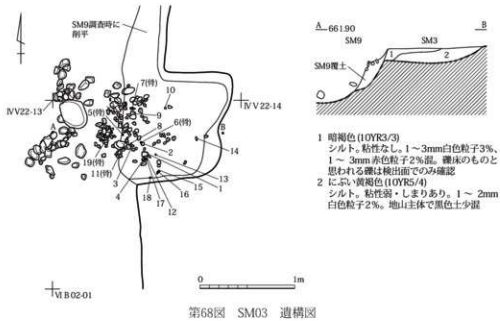 SM9調査時に
削平
7(骨)
10
9
8
6(骨)
2
IVV22-13
5(骨)
A
IVV22-14
B
14
19(骨)
11(骨)
3
4
18
17
12
16
15
13
1
VIB02-01
0 1m
A 661.90 B
SM9 SM3
SM9覆土
1 2
1 暗褐色(10YR3/3)
シルト。粘性なし。1~3mm白色粒子3%、
1~3mm赤色粒子2%混。礫床のものと
思われる礫は検出面でのみ確認
2 にぶい黄褐色(10YR5/4)
シルト。粘性弱・しまりあり。1~2mm
白色粒子2%。地山主体で黒色土少混
第68図 SM03 遺構図